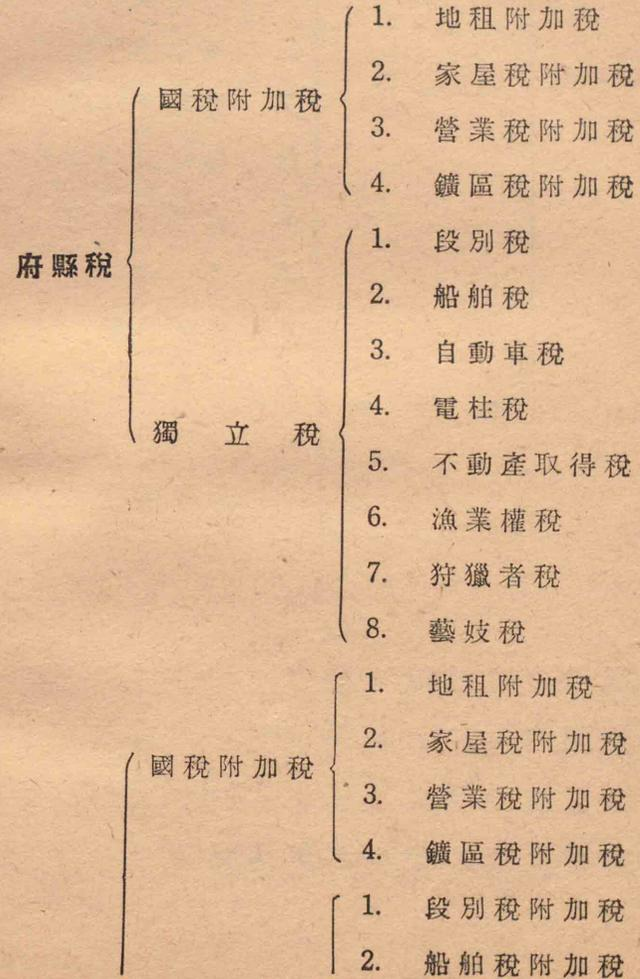 府縣稅
國稅附加稅
1. 地租附加稅
2. 家屋稅附加稅
3. 營業稅附加稅
4. 鑛區稅附加稅
獨立稅
1. 段別稅
2. 船舶稅
3. 自動車稅
4. 電柱稅
5. 不動產取得稅
6. 漁業權稅
7. 狩獵者稅
8. 藝妓稅
國稅附加稅
1. 地租附加稅
2. 家屋稅附加稅
3. 營業稅附加稅
4. 鑛區稅附加稅
1. 段別稅附加稅
2. 船舶稅附加稅